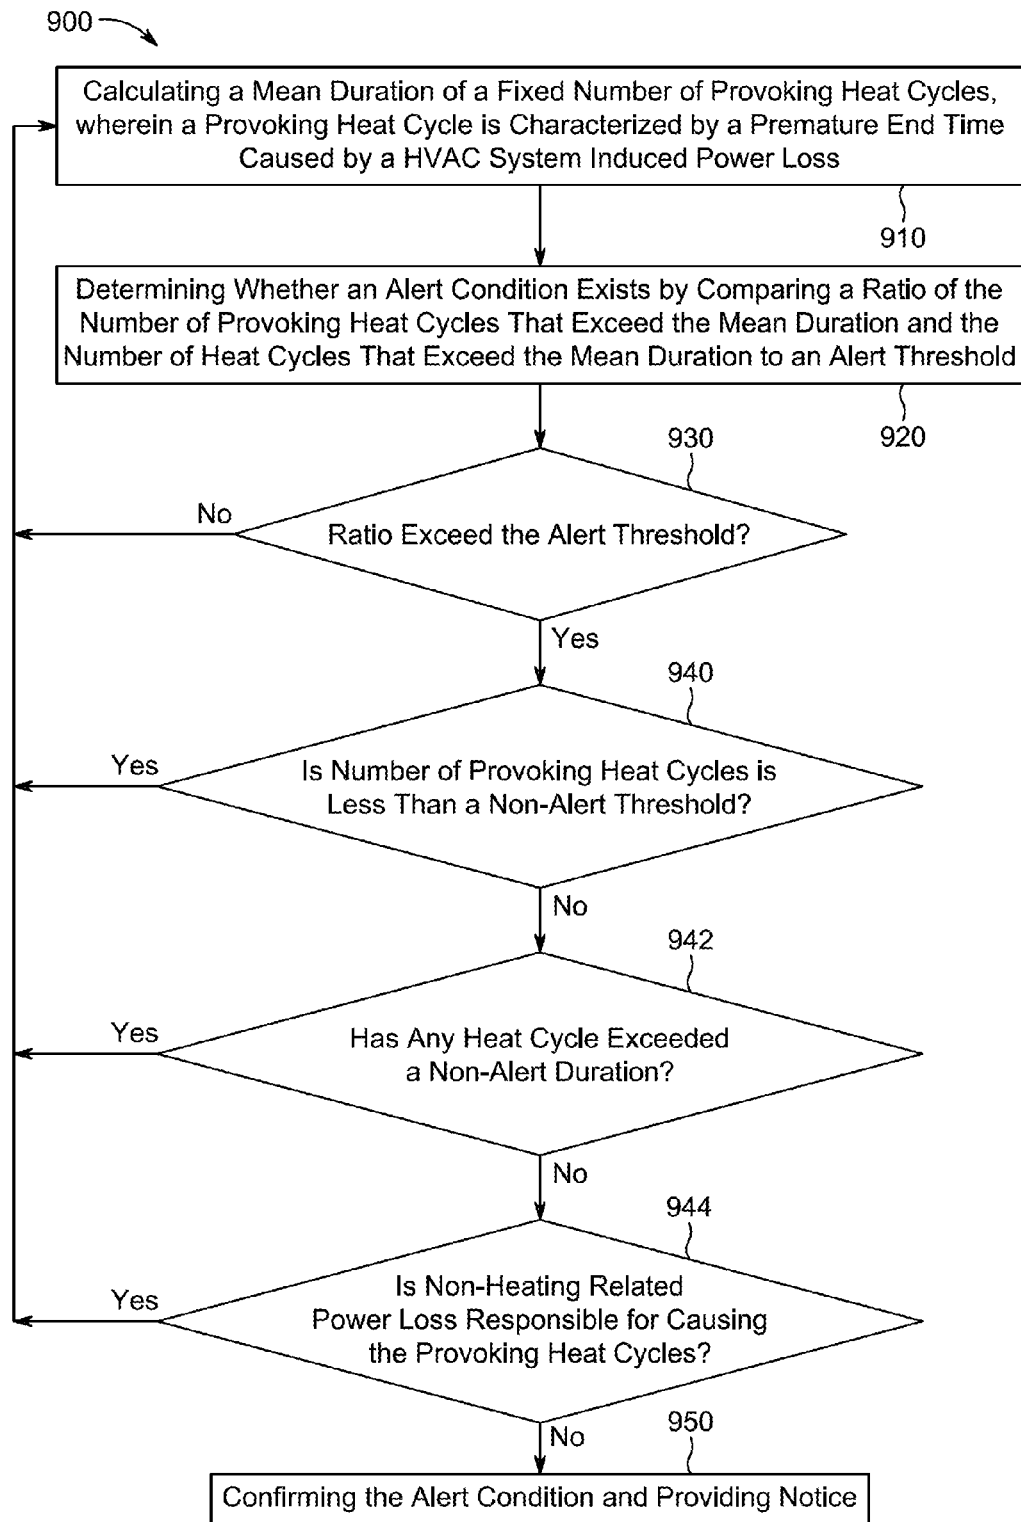 900
Calculating a Mean Duration of a Fixed Number of Provoking Heat Cycles,
wherein a Provoking Heat Cycle is Characterized by a Premature End Time
Caused by a HVAC System Induced Power Loss
910
Determining Whether an Alert Condition Exists by Comparing a Ratio of the
Number of Provoking Heat Cycles That Exceed the Mean Duration and the
Number of Heat Cycles That Exceed the Mean Duration to an Alert Threshold
920
930
No
Ratio Exceed the Alert Threshold?
Yes
940
Yes
Is Number of Provoking Heat Cycles is
Less Than a Non-Alert Threshold?
No
942
Yes
Has Any Heat Cycle Exceeded
a Non-Alert Duration?
No
944
Yes
Is Non-Heating Related
Power Loss Responsible for Causing
the Provoking Heat Cycles?
No
950
Confirming the Alert Condition and Providing Notice